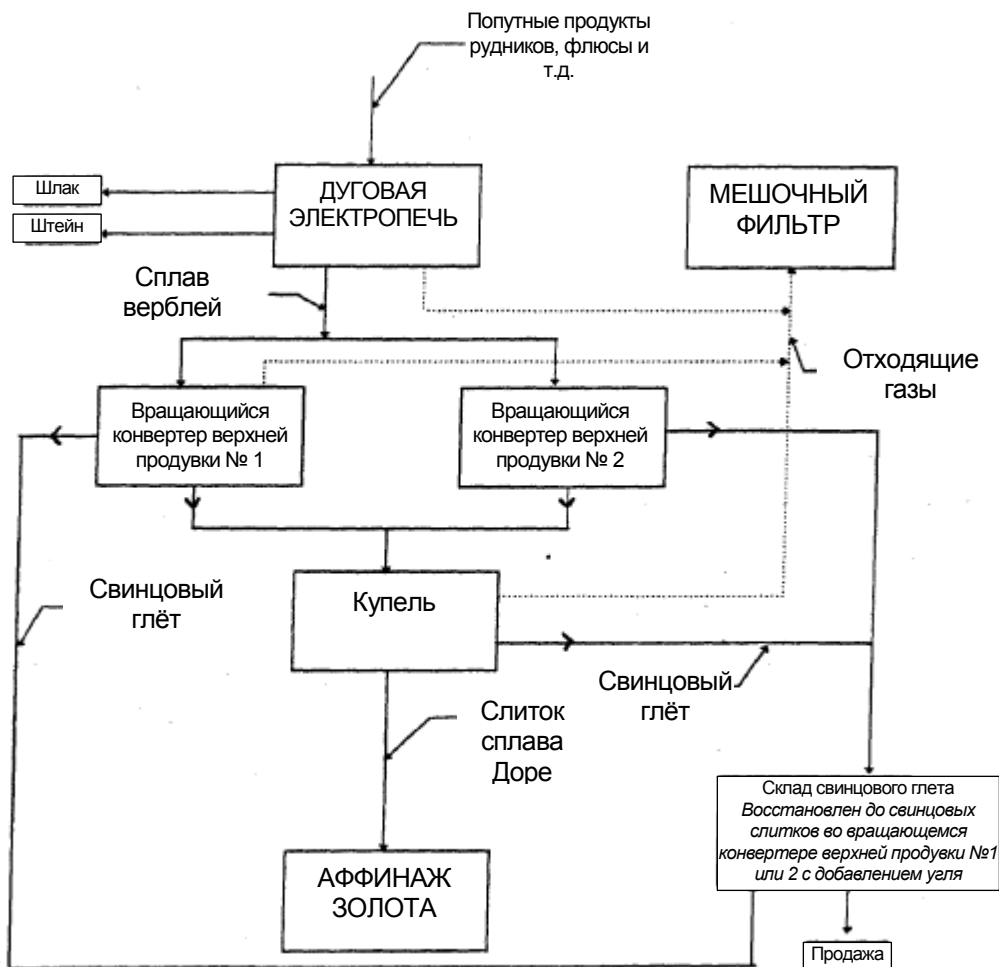 Попутные продукты
рудников, флюсы и
т.д.
Шлак
Штейн
ДУГОВАЯ
ЭЛЕКТРОПЕЧЬ
МЕШОЧНЫЙ
ФИЛЬТР
Сплав
верблей
Отходящие
газы
Вращающийся
конвертер верхней
продувки № 1
Вращающийся
конвертер верхней
продувки № 2
Свинцовый
глёт
Купель
Свинцовый
глёт
Слиток
сплава
Доре
Склад свинцового глета
Восстановлен до свинцовых
слитков во вращающемся
конвертере верхней продувки №1
или 2 с добавлением угля
АФФИНАЖ
ЗОЛОТА
Продажа